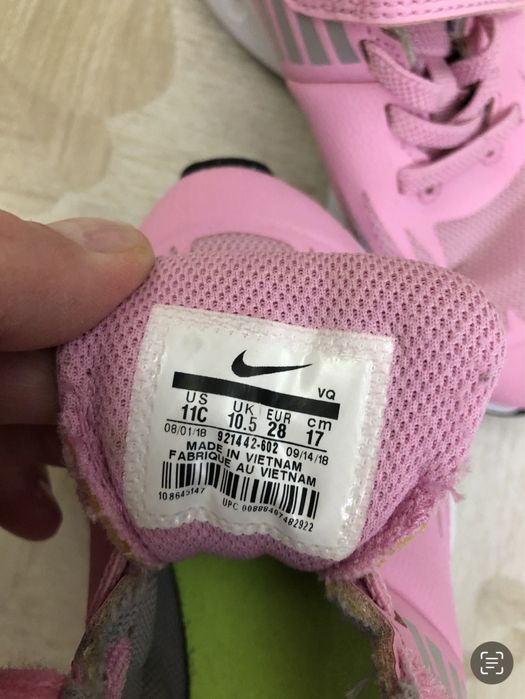 VQ
US UK EUR cm
11C 10.5 28 17
08/01/18 921442-602 09/14/18
MADE IN VIETNAM
FABRIQUE AU VIETNAM
UPC